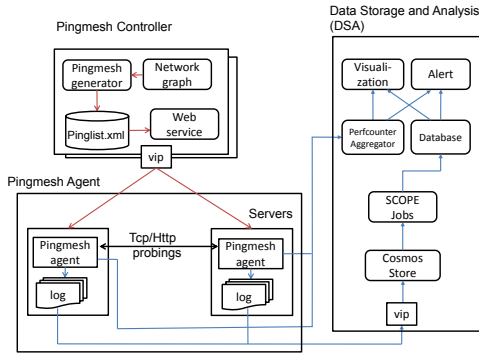 Pingmesh Controller
Pingmesh
generator
Network
graph
Pinglist.xml
Web
service
vip
Pingmesh Agent
Servers
Pingmesh
agent
Tcp/Http
probings
Pingmesh
agent
log
log
Data Storage and Analysis
(DSA)
Visuali-
zation
Alert
Perfcounter
Aggregator
Database
SCOPE
Jobs
Cosmos
Store
vip